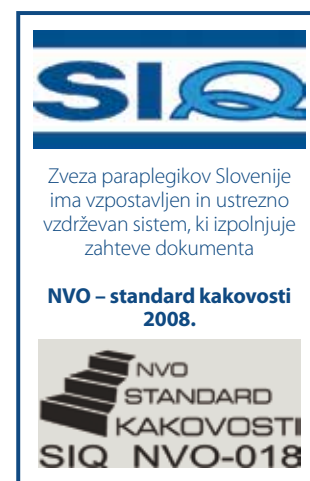 SIQ
Zveza paraplegikov Slovenije
ima vzpostavljen in ustrezno
vzdrževan sistem, ki izpolnjuje
zahteve dokumenta
NVO – standard kakovosti
2008.
NVO
STANDARD
KAKOVOSTI
SIQ NVO-018